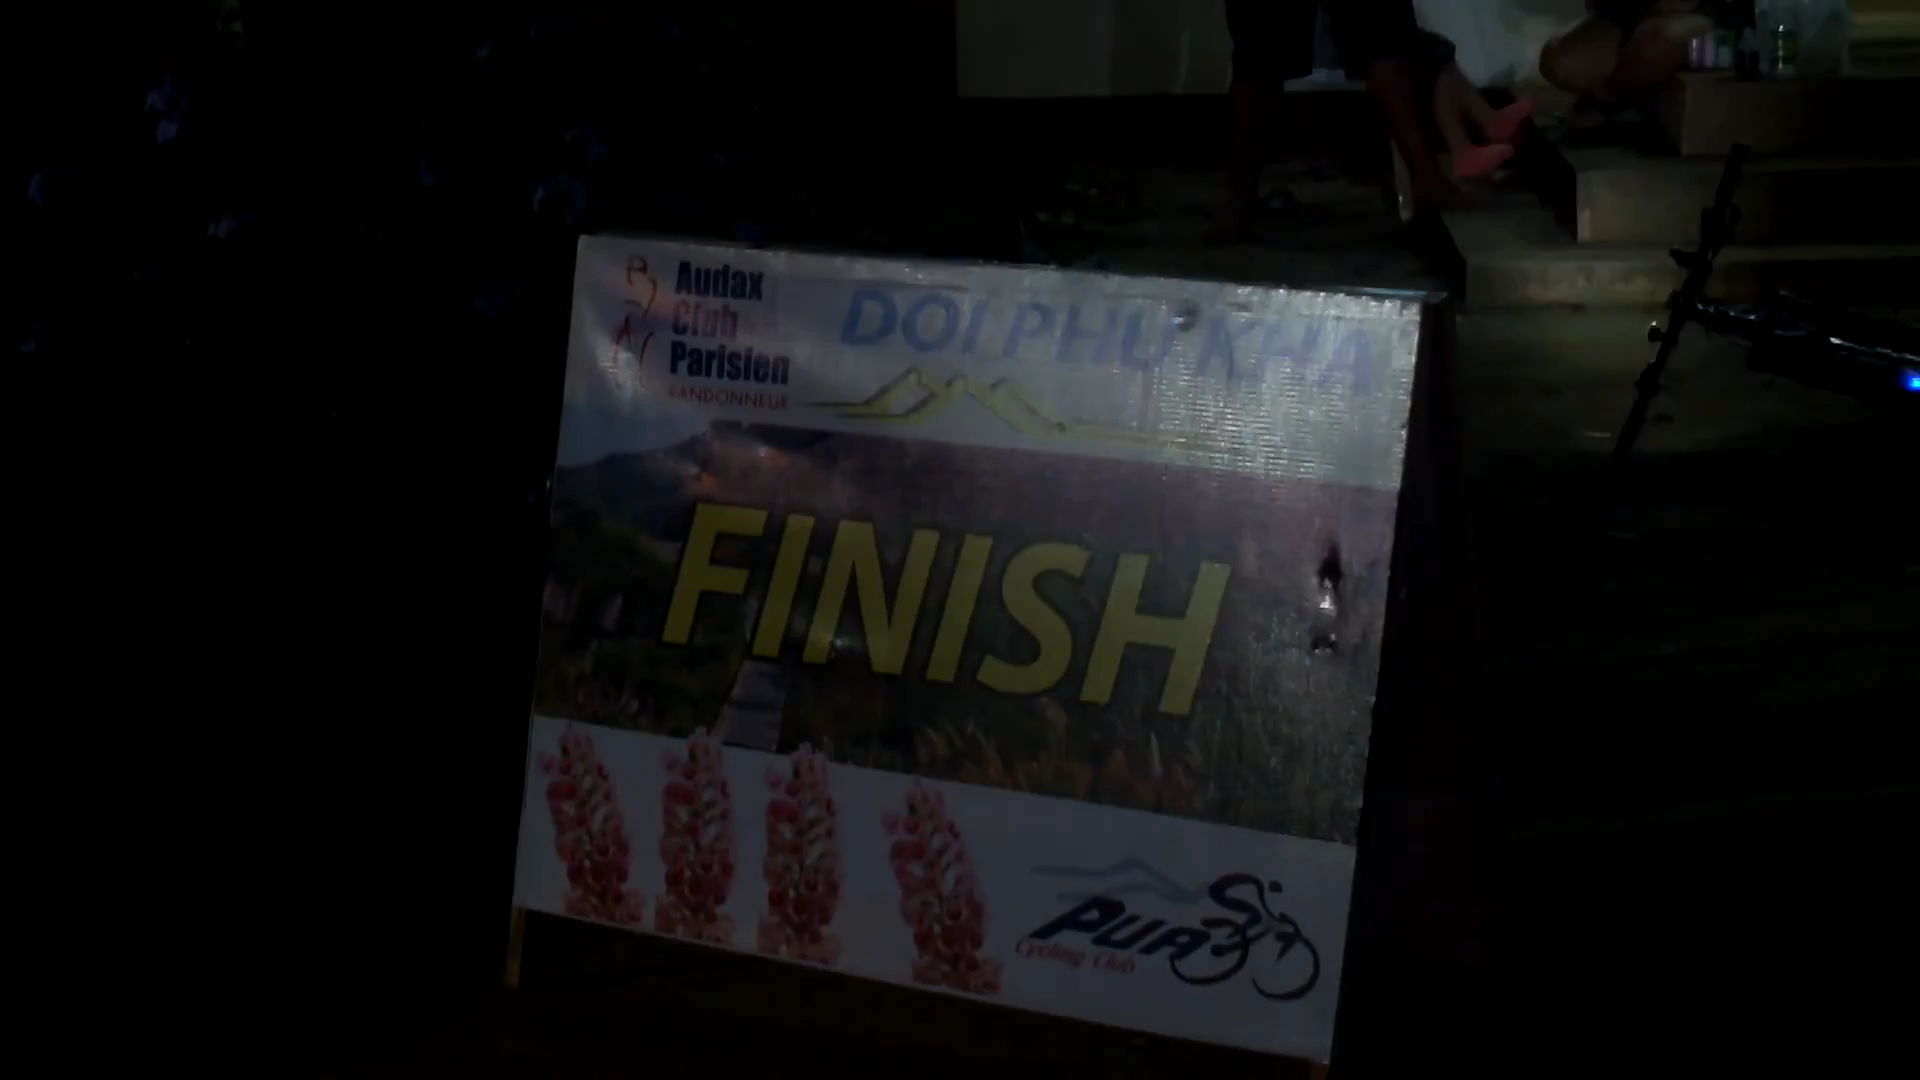 Audax
Club
Parisien
RANDONNEUR
DOI PHU KHA
FINISH
PUA
Cycling Club